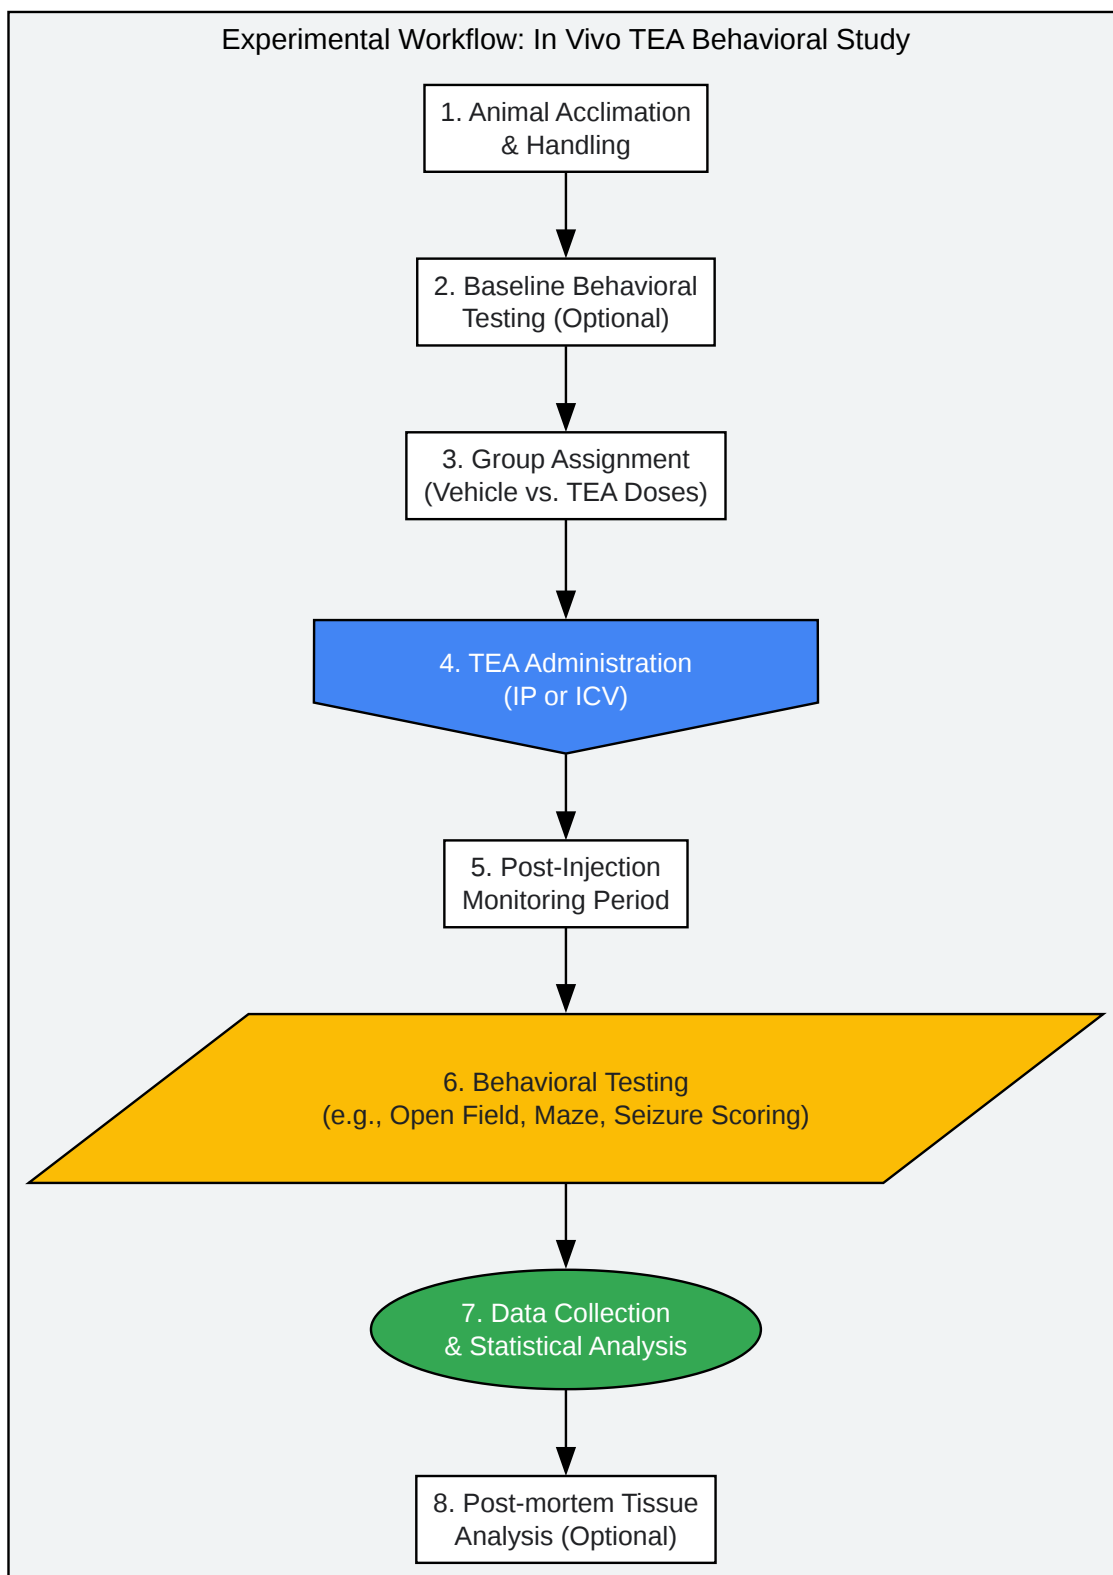 Experimental Workflow: In Vivo TEA Behavioral Study
1. Animal Acclimation
& Handling
2. Baseline Behavioral
Testing (Optional)
3. Group Assignment
(Vehicle vs. TEA Doses)
4. TEA Administration
(IP or ICV)
5. Post-Injection
Monitoring Period
6. Behavioral Testing
(e.g., Open Field, Maze, Seizure Scoring)
7. Data Collection
& Statistical Analysis
8. Post-mortem Tissue
Analysis (Optional)